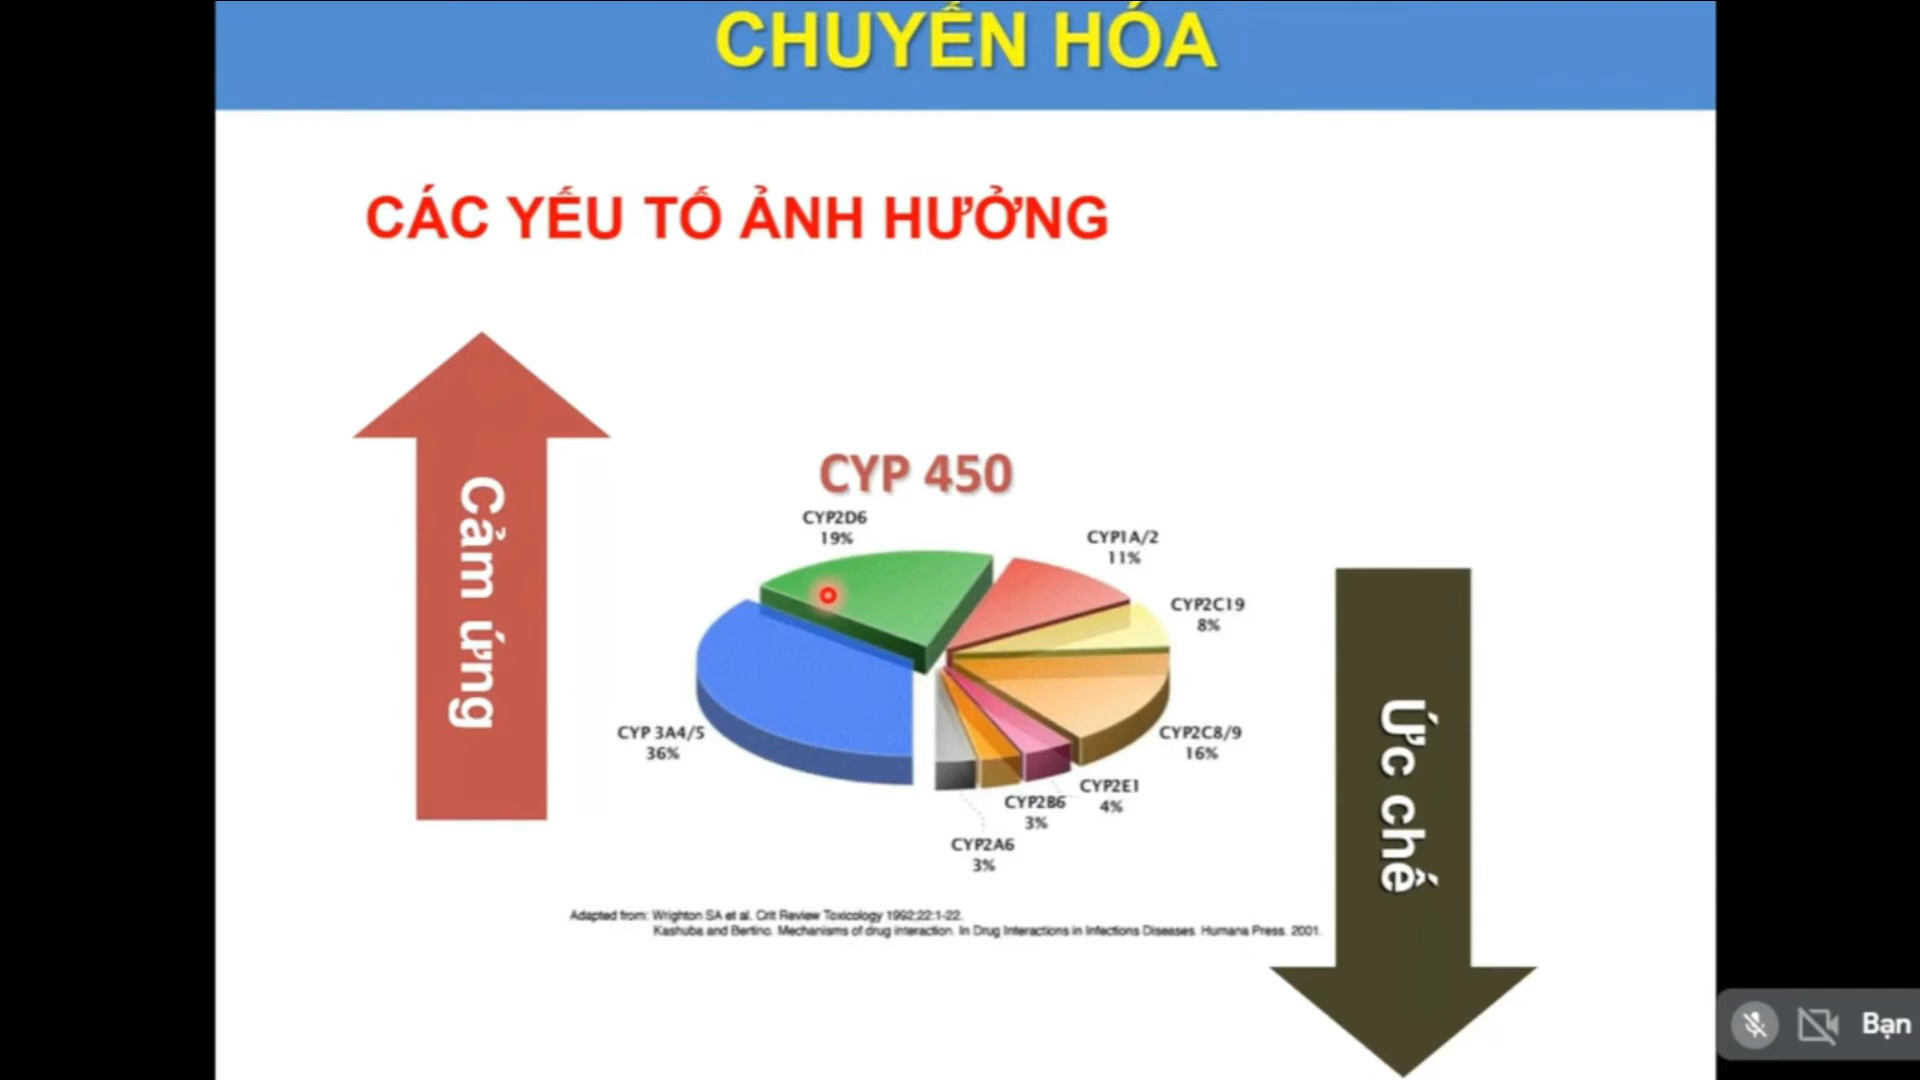 CHUYỂN HÓA
CÁC YẾU TỐ ẢNH HƯỞNG
Cảm ứng
CYP 450
CYP2D6
19%
CYP1A/2
11%
CYP2C19
8%
CYP 3A4/5
36%
CYP2C8/9
16%
CYP2E1
4%
CYP2B6
3%
CYP2A6
3%
Ức chế
Adapted from: Wrighton SA et al. Crit Review Toxicology 1992;22:1-22.
Kashuba and Bertino. Mechanisms of drug interaction. In Drug Interactions in Infections Diseases. Humana Press. 2001.
Bạn